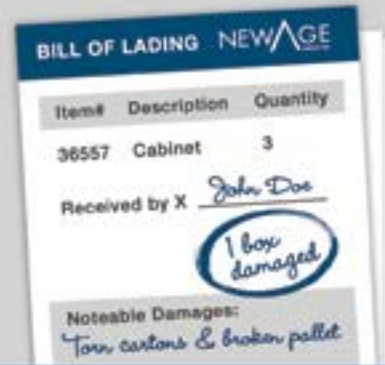 BILL OF LADING NEWAGE
Item# Description Quantity
36557 Cabinet 3
Received by X John Doe
1 box
damaged
Noteable Damages:
Torn cartons & broken pallet